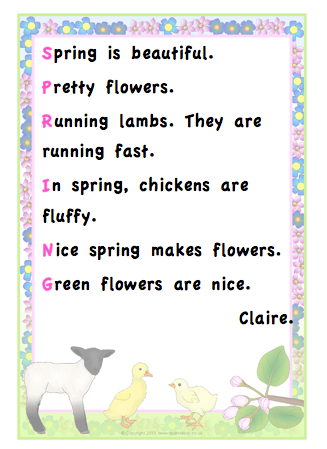 Spring is beautiful.
Pretty flowers.
Running lambs. They are
running fast.
In spring, chickens are
fluffy.
Nice spring makes flowers.
Green flowers are nice.
Claire.